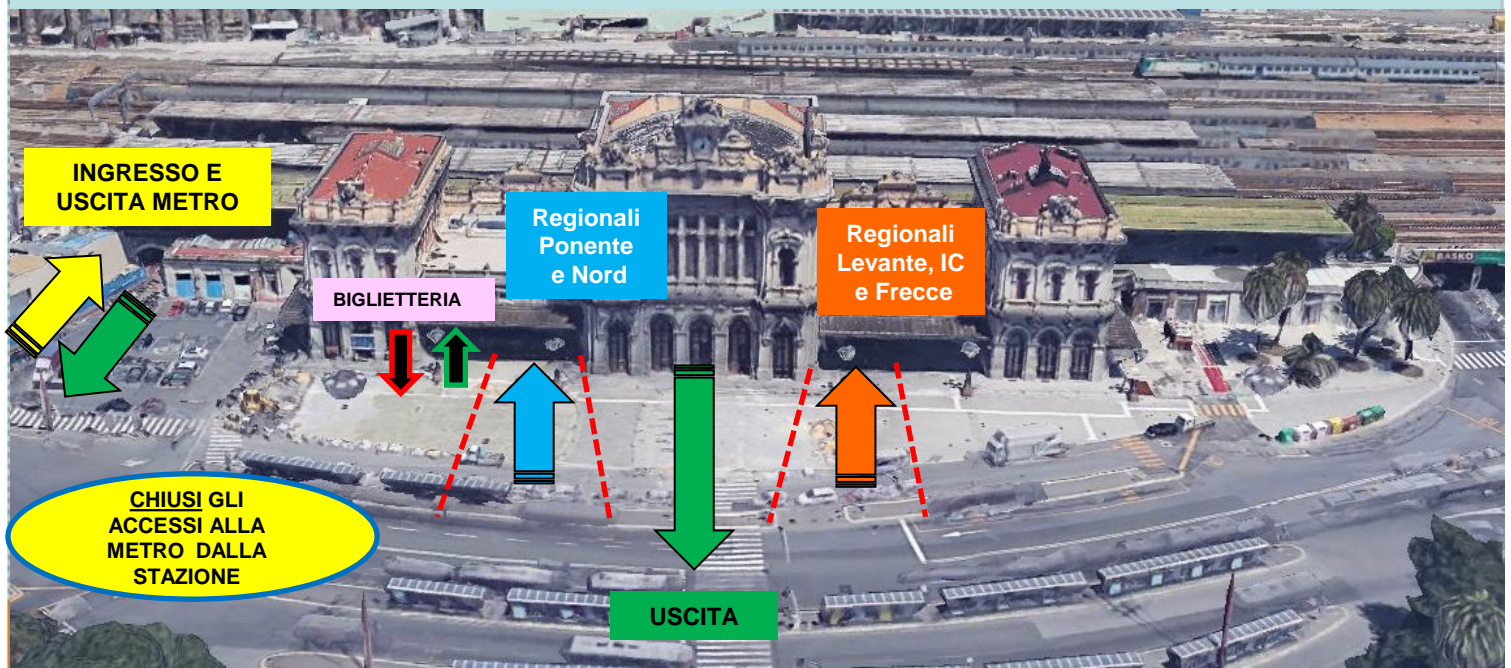 INGRESSO E
USCITA METRO
Regionali
Ponente
e Nord
Regionali
Levante, IC
e Frecce
BASKO
BIGLIETTERIA
CHIUSI GLI
ACCESSI ALLA
METRO DALLA
STAZIONE
USCITA